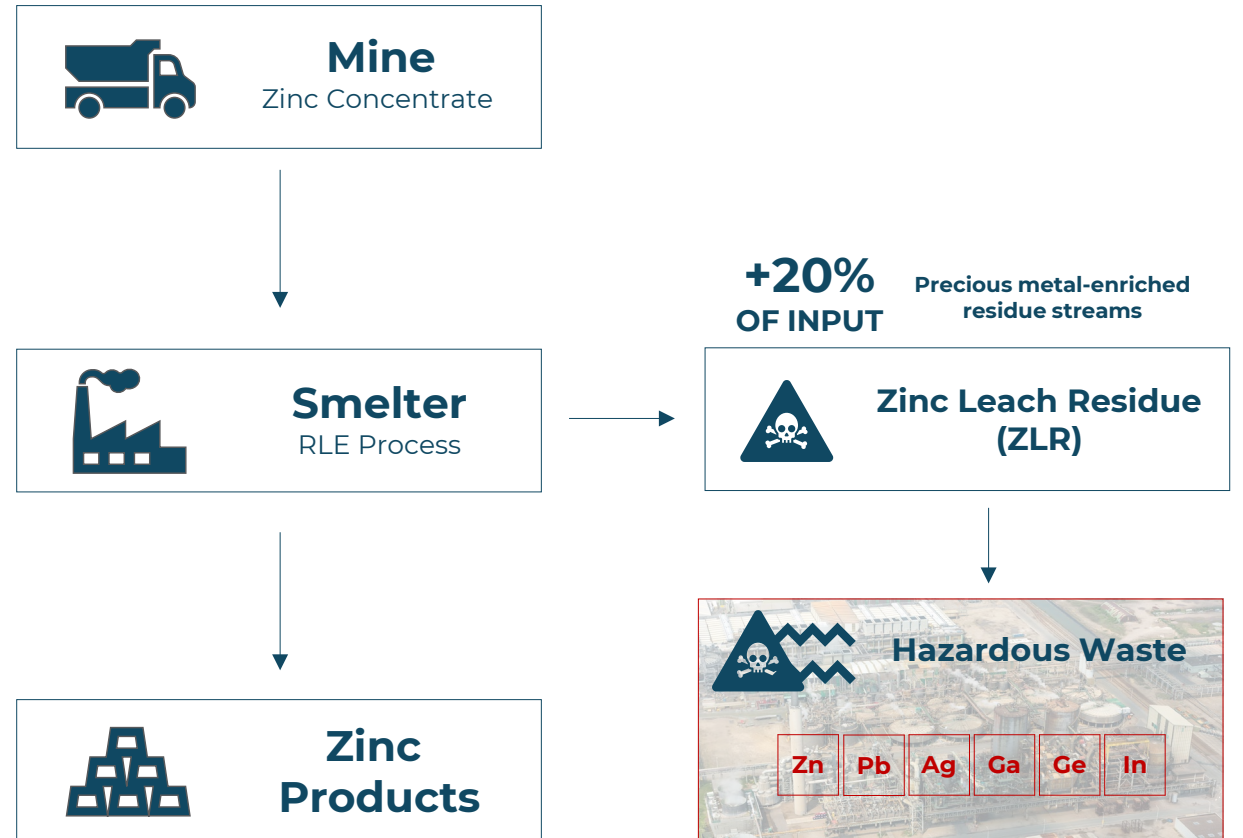 Mine
Zinc Concentrate
+20%
OF INPUT
Precious metal-enriched
residue streams
Smelter
RLE Process
Zinc Leach Residue
(ZLR)
Hazardous Waste
Zn Pb Ag Ga Ge In
Zinc
Products